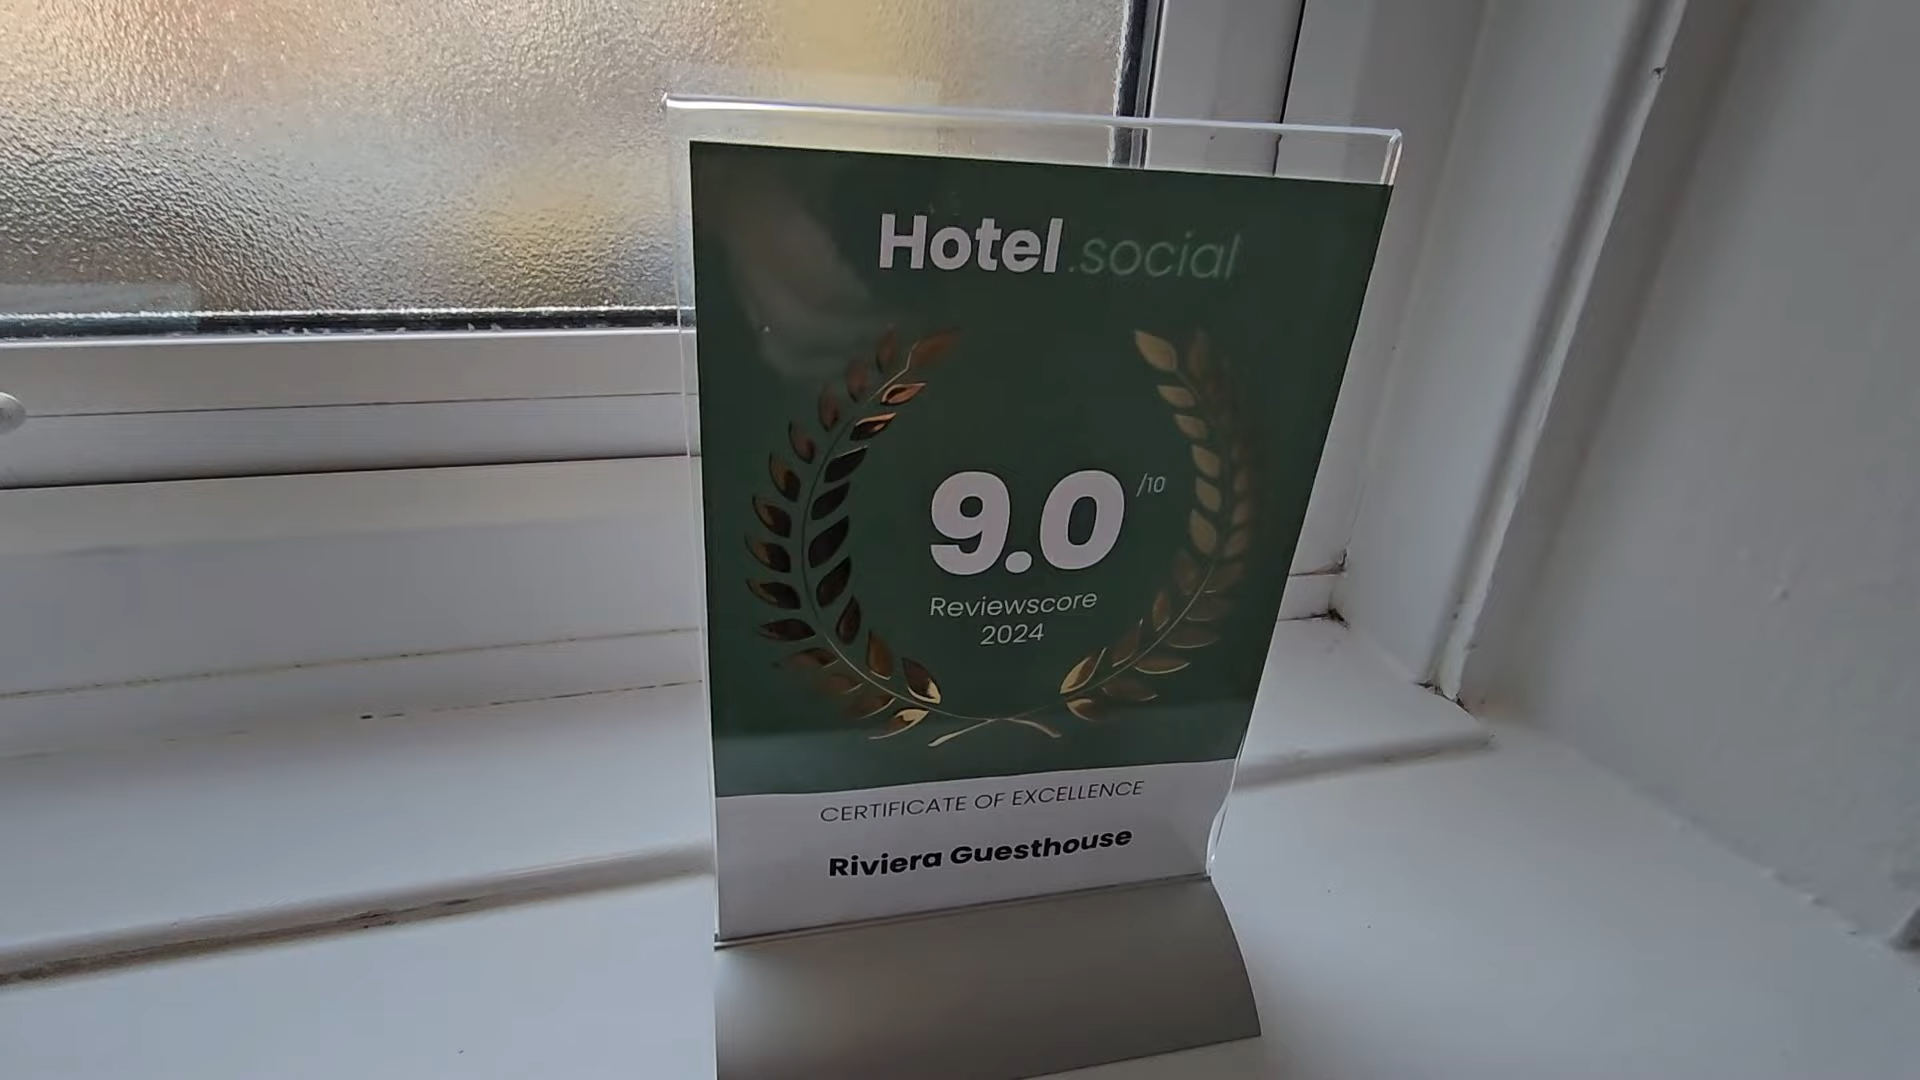 Hotel.social
9.0/10
Reviewscore
2024
CERTIFICATE OF EXCELLENCE
Riviera Guesthouse